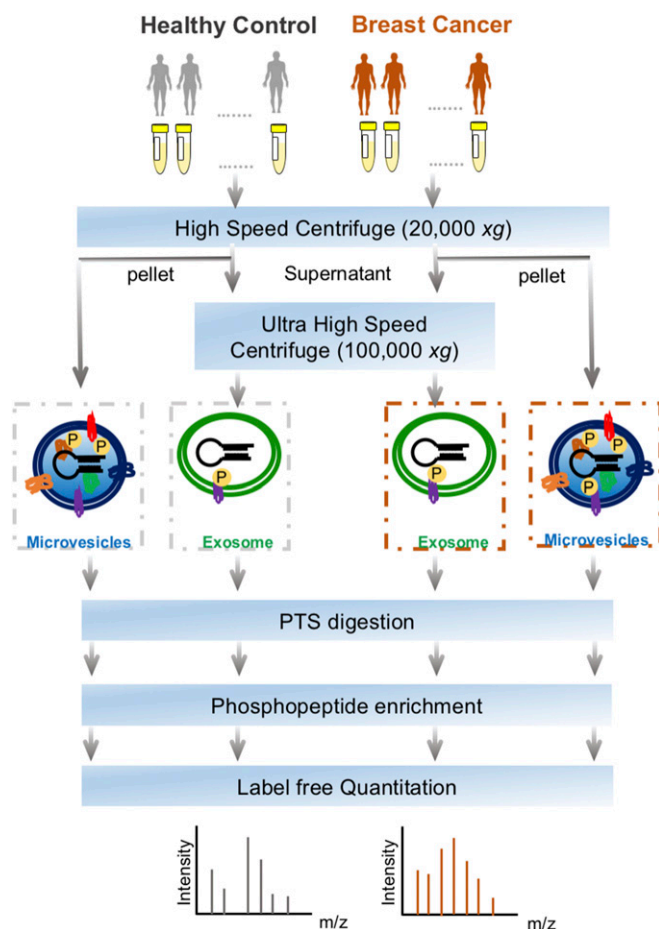 Healthy Control
Breast Cancer
High Speed Centrifuge (20,000 xg)
pellet
Supernatant
pellet
Ultra High Speed
Centrifuge (100,000 xg)
P
P
P
P
P
P
P
Microvesicles
Exosome
Exosome
Microvesicles
PTS digestion
Phosphopeptide enrichment
Label free Quantitation
Intensity
m/z
Intensity
m/z